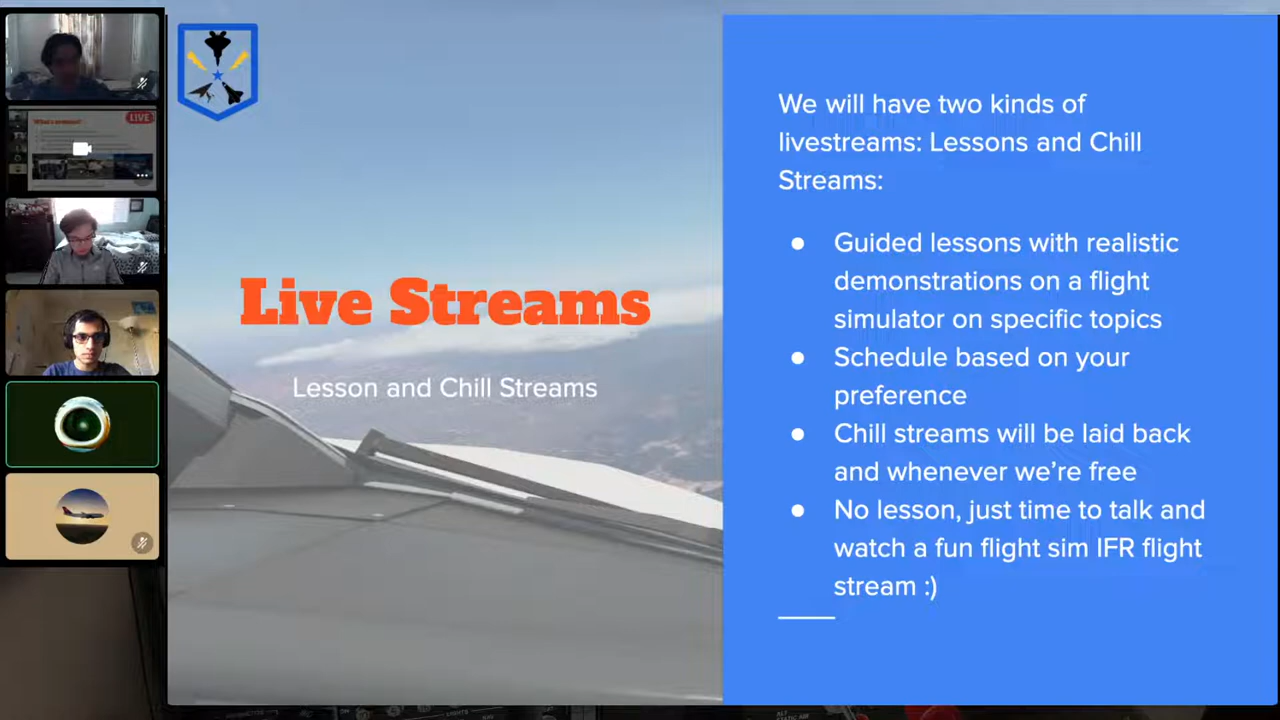 LIVE
What's
Live Streams
Lesson and Chill Streams
We will have two kinds of
livestreams: Lessons and Chill
Streams:
● Guided lessons with realistic
demonstrations on a flight
simulator on specific topics
● Schedule based on your
preference
● Chill streams will be laid back
and whenever we’re free
● No lesson, just time to talk and
watch a fun flight sim IFR flight
stream :)